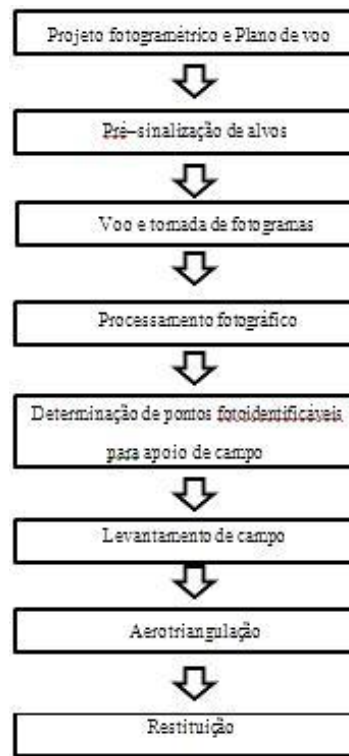 Projeto fotogramétrico e Plano de voo
Pré–sinalização de alvos
Voo e tomada de fotogramas
Processamento fotográfico
Determinação de pontos fotoidentificáveis
para apoio de campo
Levantamento de campo
Aerotriangulação
Restituição